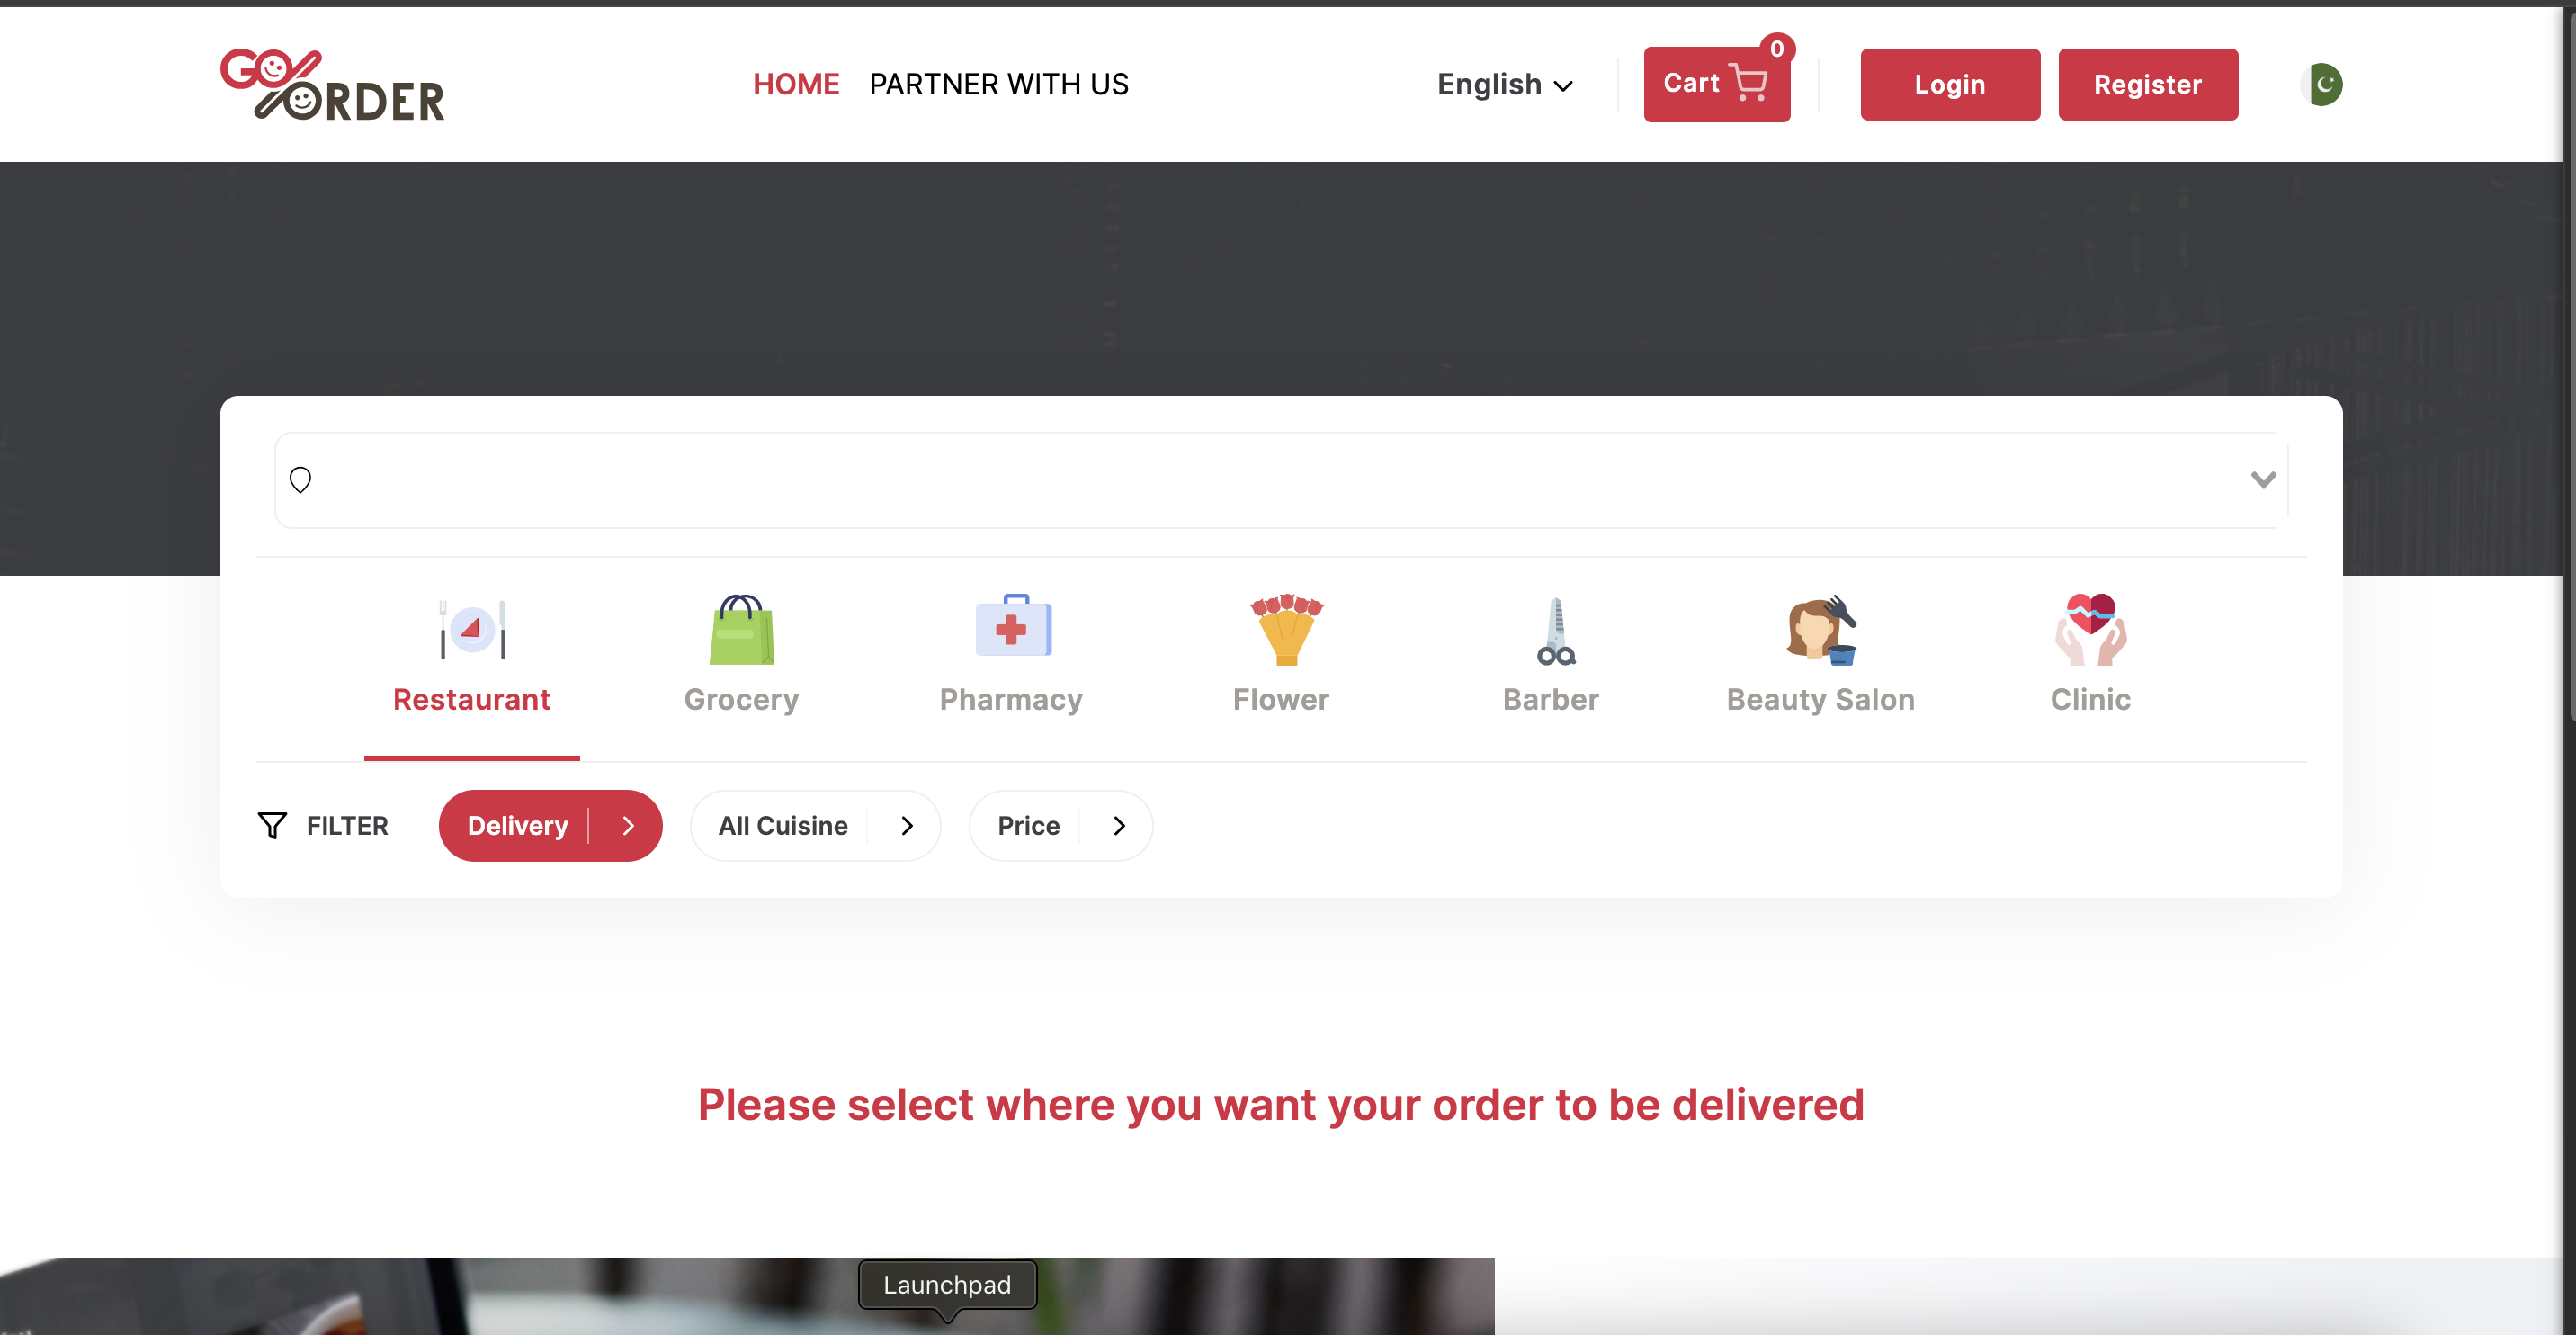 GO ORDER
HOME PARTNER WITH US English Cart 0 Login Register
Restaurant Grocery Pharmacy Flower Barber Beauty Salon Clinic
FILTER Delivery All Cuisine Price
Please select where you want your order to be delivered
Launchpad